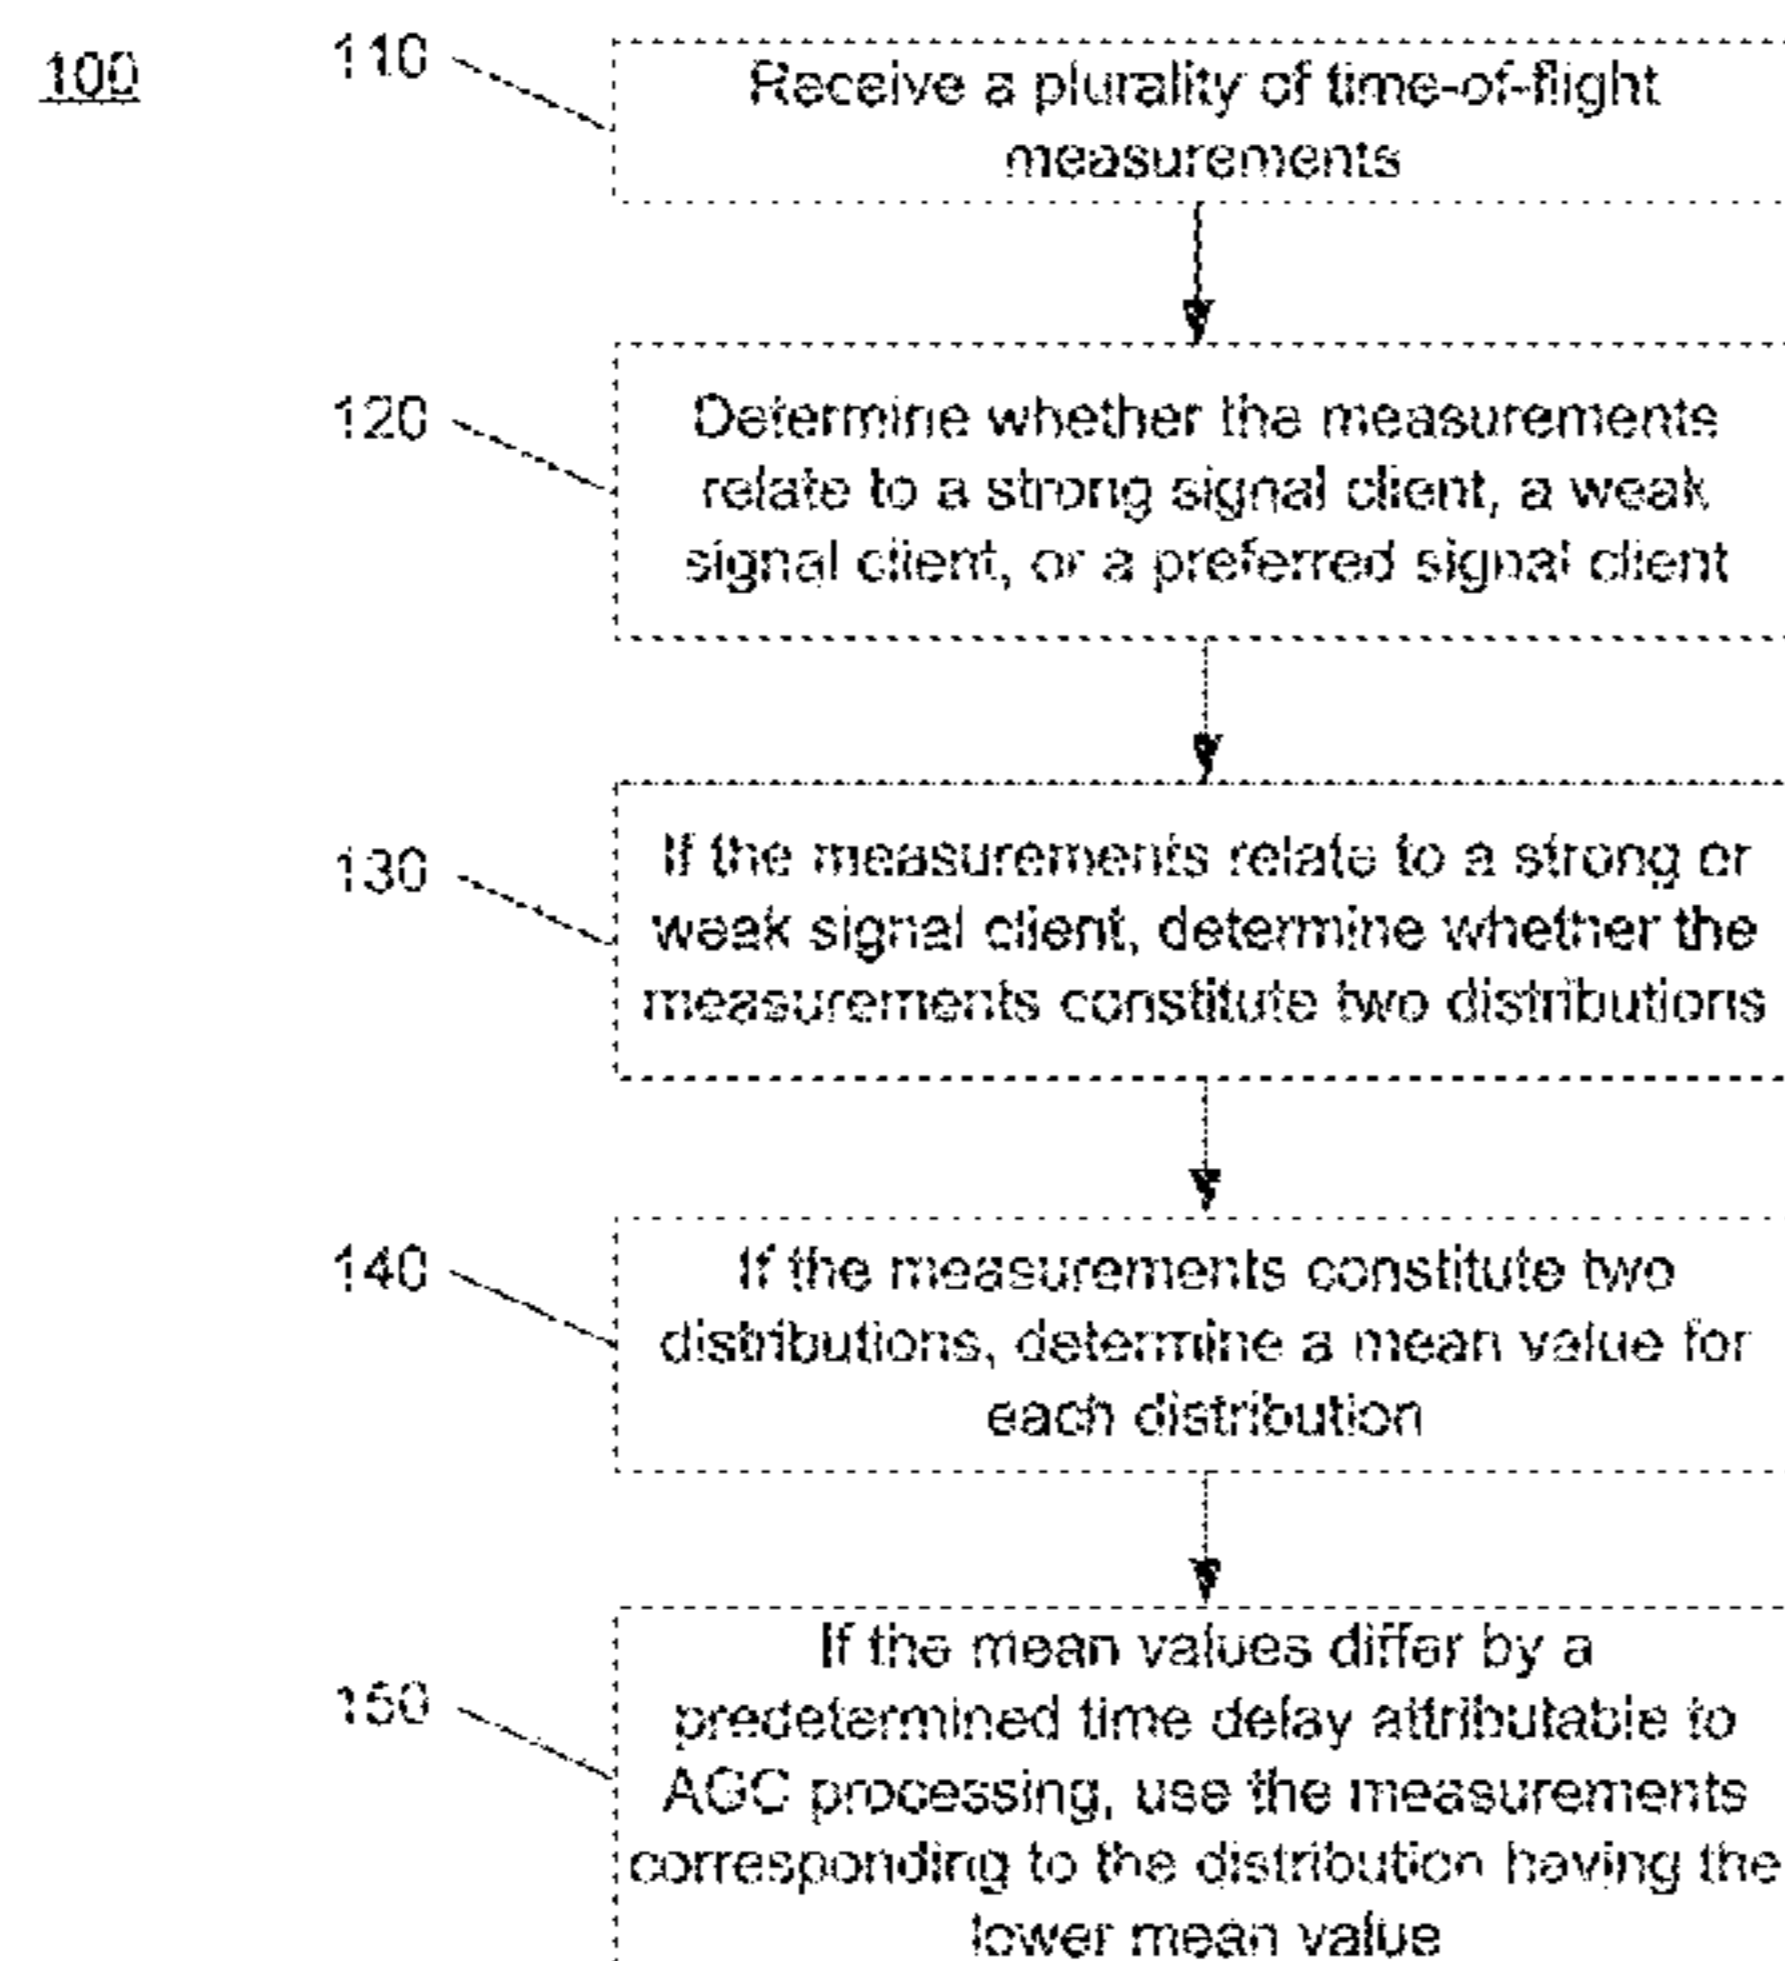 100
110
Receive a plurality of time-of-flight
measurements
120
Determine whether the measurements
relate to a strong signal client, a weak
signal client, or a preferred signal client
130
If the measurements relate to a strong or
weak signal client, determine whether the
measurements constitute two distributions
140
If the measurements constitute two
distributions, determine a mean value for
each distribution
150
If the mean values differ by a
predetermined time delay attributable to
AGC processing, use the measurements
corresponding to the distribution having the
lower mean value